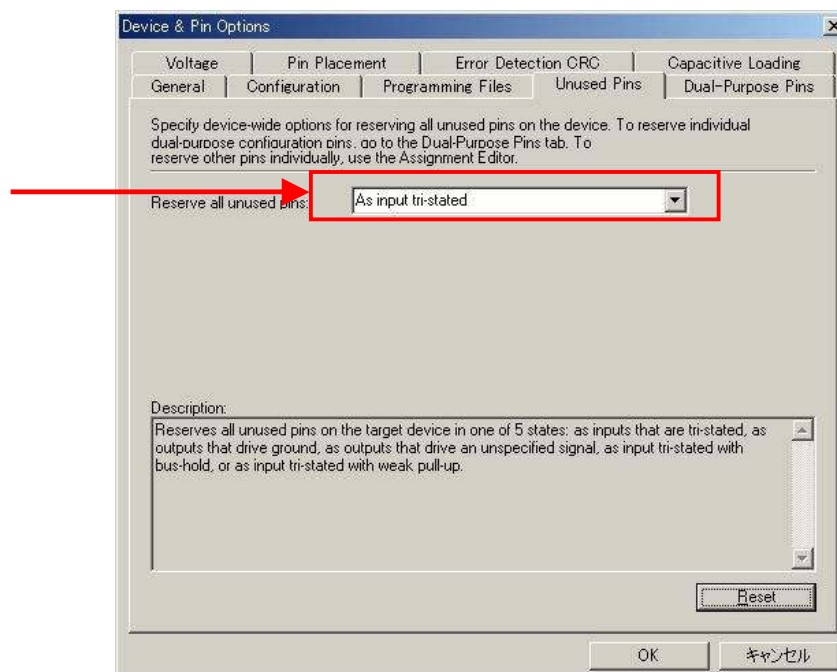 Device & Pin Options
Voltage Pin Placement Error Detection CRC Capacitive Loading
General Configuration Programming Files Unused Pins Dual-Purpose Pins
Specify device-wide options for reserving all unused pins on the device. To reserve individual
dual-purpose configuration pins, go to the Dual-Purpose Pins tab. To
reserve other pins individually, use the Assignment Editor.
Reserve all unused pins: As input tri-stated
Description:
Reserves all unused pins on the target device in one of 5 states: as inputs that are tri-stated, as
outputs that drive ground, as outputs that drive an unspecified signal, as input tri-stated with
bus-hold, or as input tri-stated with weak pull-up.
Reset
OK キャンセル